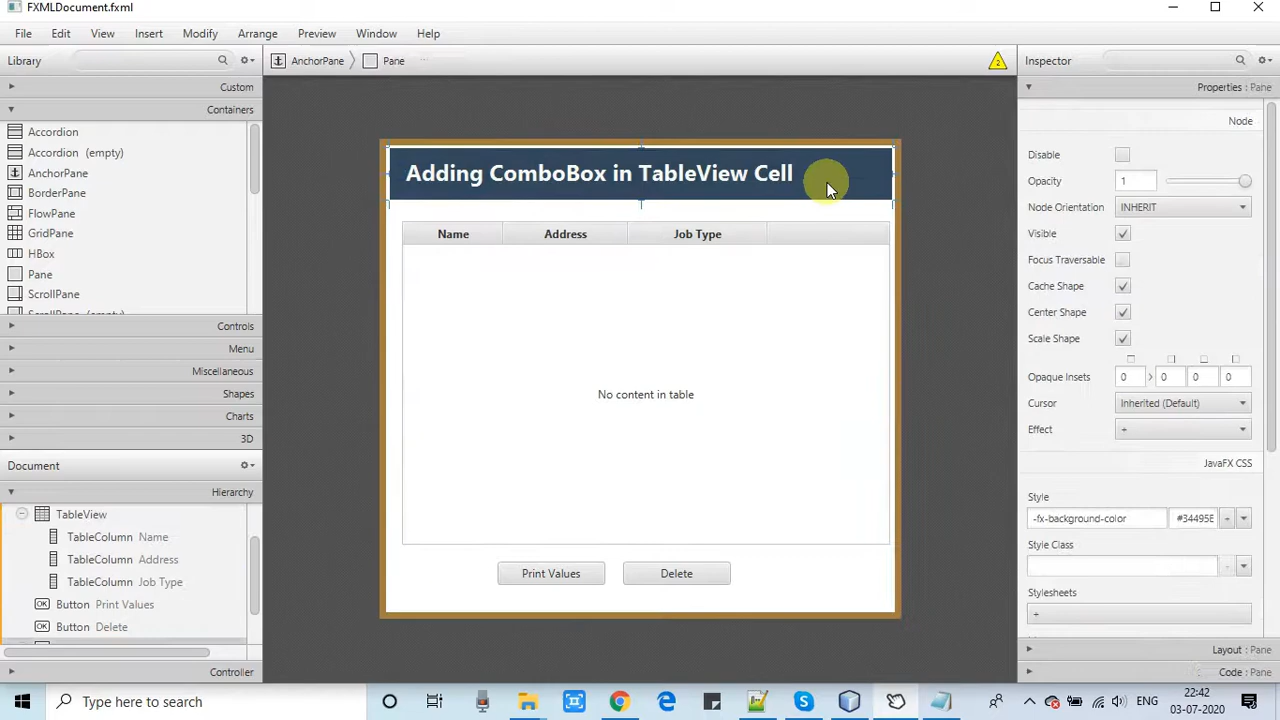 FXMLDocument.fxml
File Edit View Insert Modify Arrange Preview Window Help
Library
AnchorPane Pane
2
Inspector
Custom
Containers
Accordion
Accordion (empty)
AnchorPane
BorderPane
FlowPane
GridPane
HBox
Pane
ScrollPane
ScrollPane (empty)
Controls
Menu
Miscellaneous
Shapes
Charts
3D
Document
Hierarchy
TableView
TableColumn Name
TableColumn Address
TableColumn Job Type
OK Button Print Values
OK Button Delete
Controller
Adding ComboBox in TableView Cell
Name Address Job Type
No content in table
Print Values Delete
Properties : Pane
Node
Disable
Opacity 1
Node Orientation INHERIT
Visible
Focus Traversable
Cache Shape
Center Shape
Scale Shape
Opaque Insets 0 0 0 0
Cursor Inherited (Default)
Effect +
JavaFX CSS
Style
-fx-background-color #34495E
Style Class
Stylesheets
+
Layout : Pane
Code : Pane
Type here to search
ENG
22:42
03-07-2020